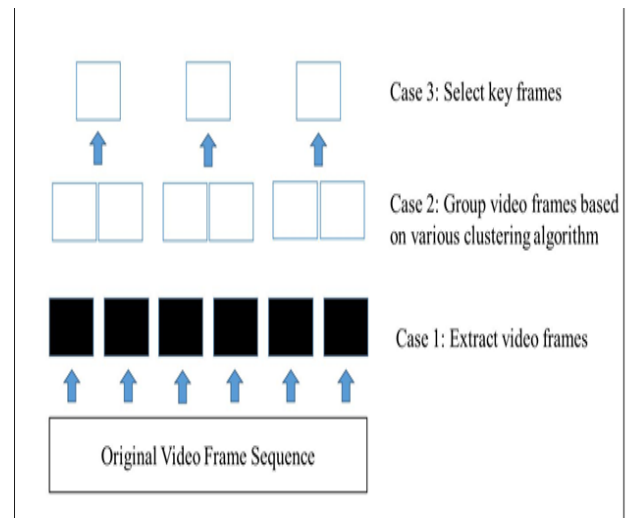 Case 3: Select key frames
Case 2: Group video frames based
on various clustering algorithm
Case 1: Extract video frames
Original Video Frame Sequence